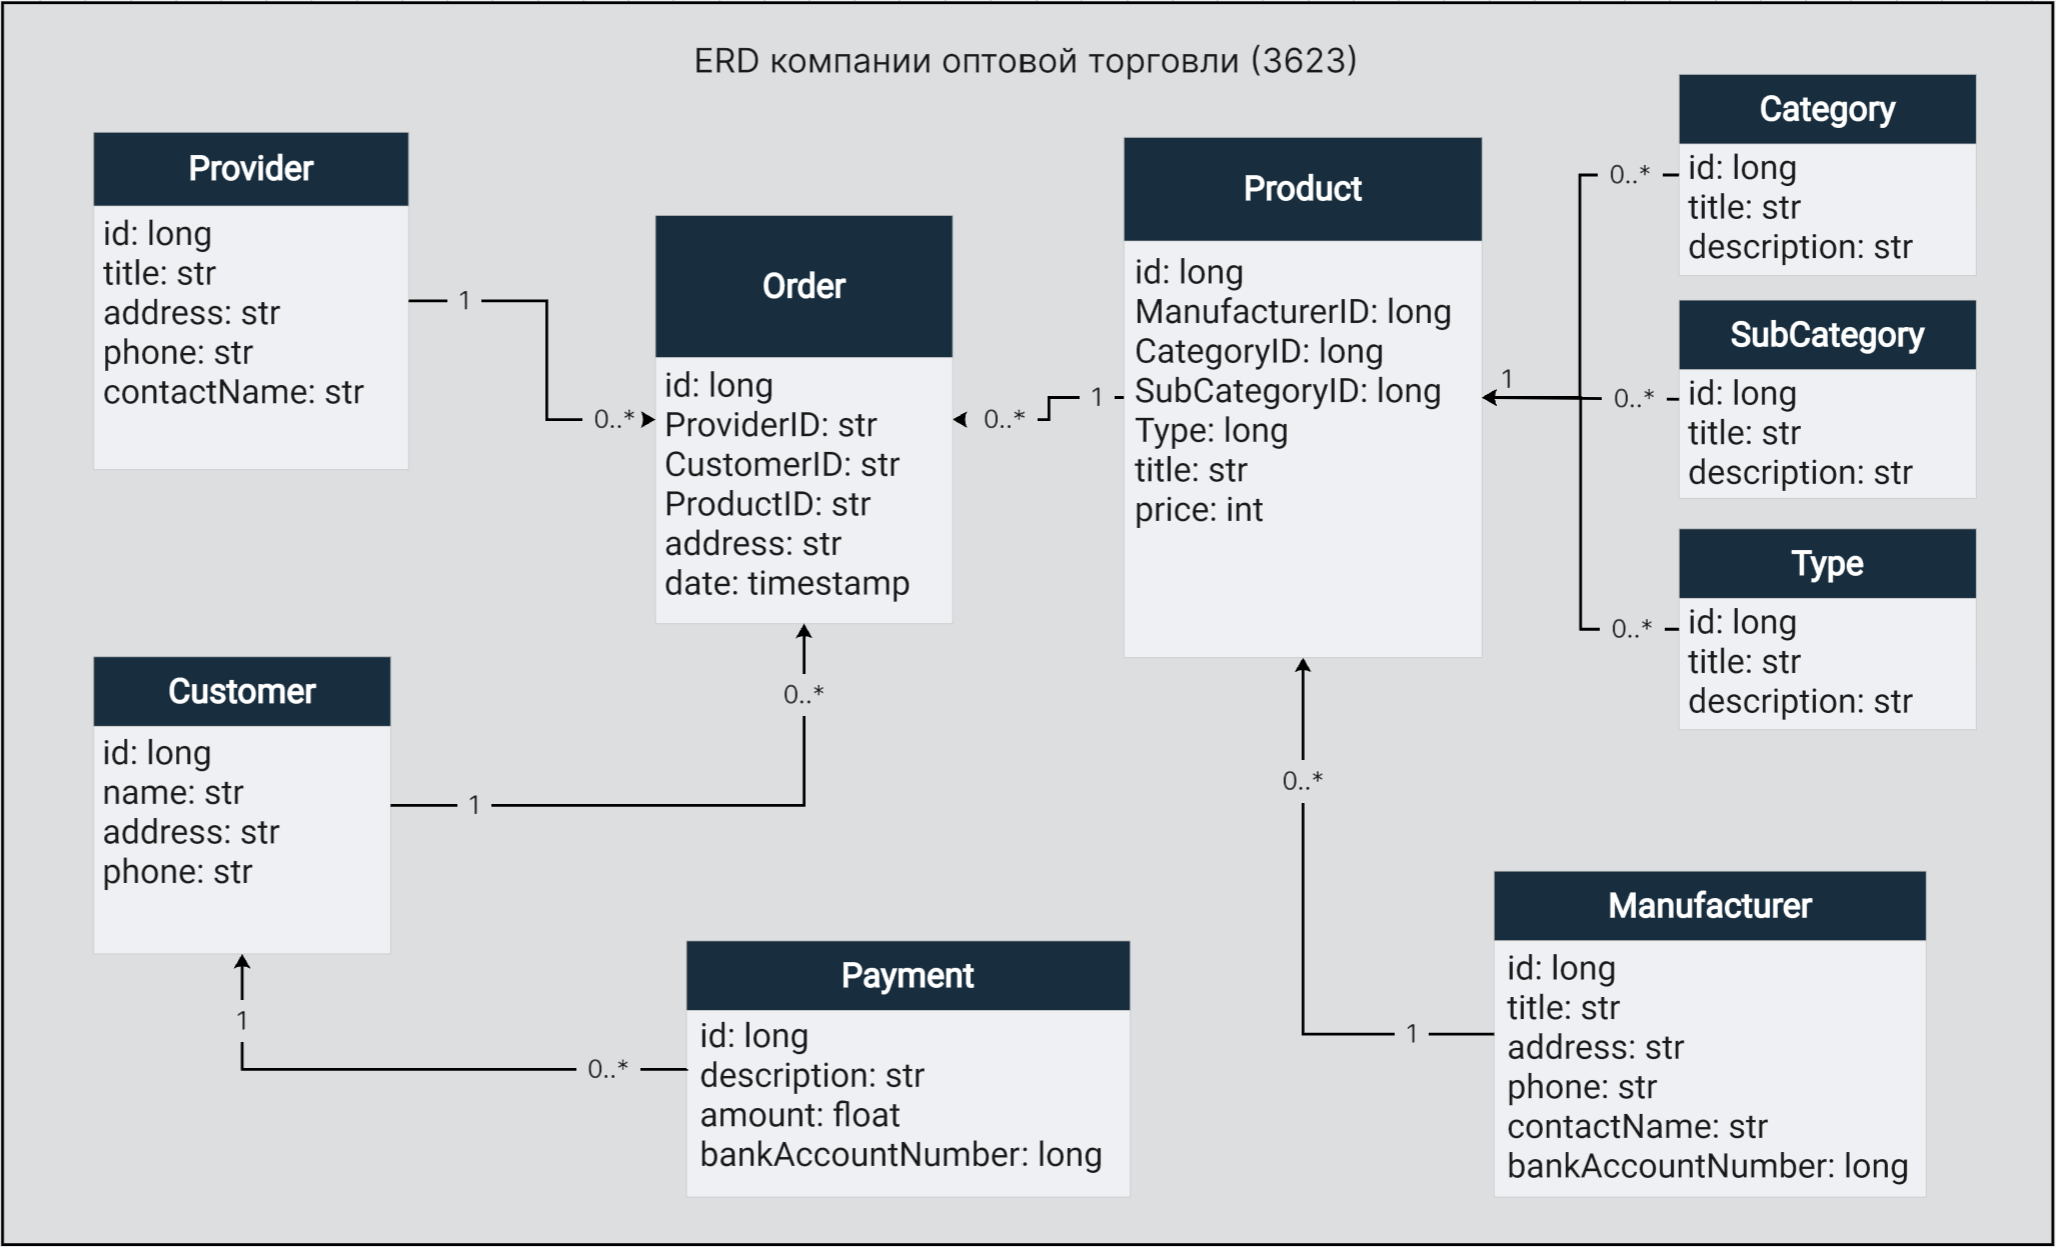 ERD компании оптовой торговли (3623)
Provider
id: long
title: str
address: str
phone: str
contactName: str
1
0..*
Order
id: long
ProviderID: str
CustomerID: str
ProductID: str
address: str
date: timestamp
0..*
1
Product
id: long
ManufacturerID: long
CategoryID: long
SubCategoryID: long
Type: long
title: str
price: int
1
0..*
Category
id: long
title: str
description: str
0..*
SubCategory
id: long
title: str
description: str
0..*
Type
id: long
title: str
description: str
Customer
id: long
name: str
address: str
phone: str
1
0..*
1
0..*
Payment
id: long
description: str
amount: float
bankAccountNumber: long
0..*
1
Manufacturer
id: long
title: str
address: str
phone: str
contactName: str
bankAccountNumber: long